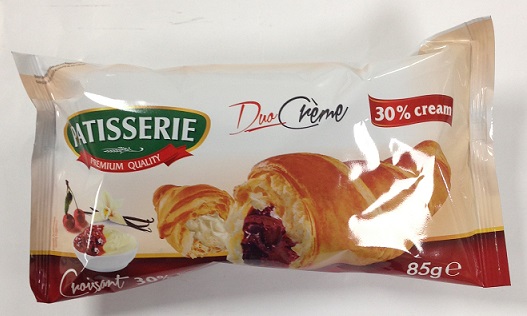 PATISSERIE
PREMIUM QUALITY
Duo Crème
30% cream
Croissant 30%
85g e